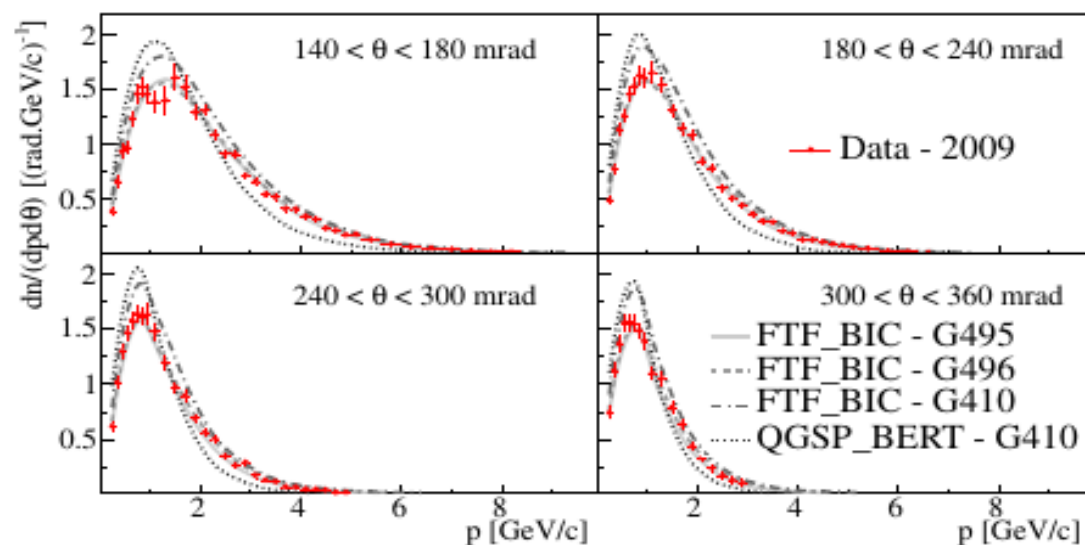 dn/(dpdθ) [(rad.GeV/c)⁻¹]
2
1.5
1
0.5
140 < θ < 180 mrad
180 < θ < 240 mrad
Data - 2009
2
1.5
1
0.5
240 < θ < 300 mrad
300 < θ < 360 mrad
FTF_BIC - G495
FTF_BIC - G496
FTF_BIC - G410
QGSP_BERT - G410
2 4 6 8
2 4 6 8
p [GeV/c]
p [GeV/c]